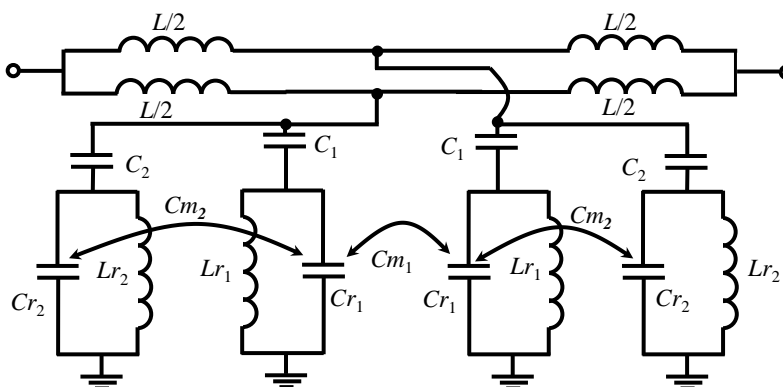 L/2 L/2
L/2 L/2
C₂ C₁ C₁ C₂
Cm₂ Cm₁ Cm₂
Lr₂ Lr₁ Lr₁ Lr₂
Cr₂ Cr₁ Cr₁ Cr₂